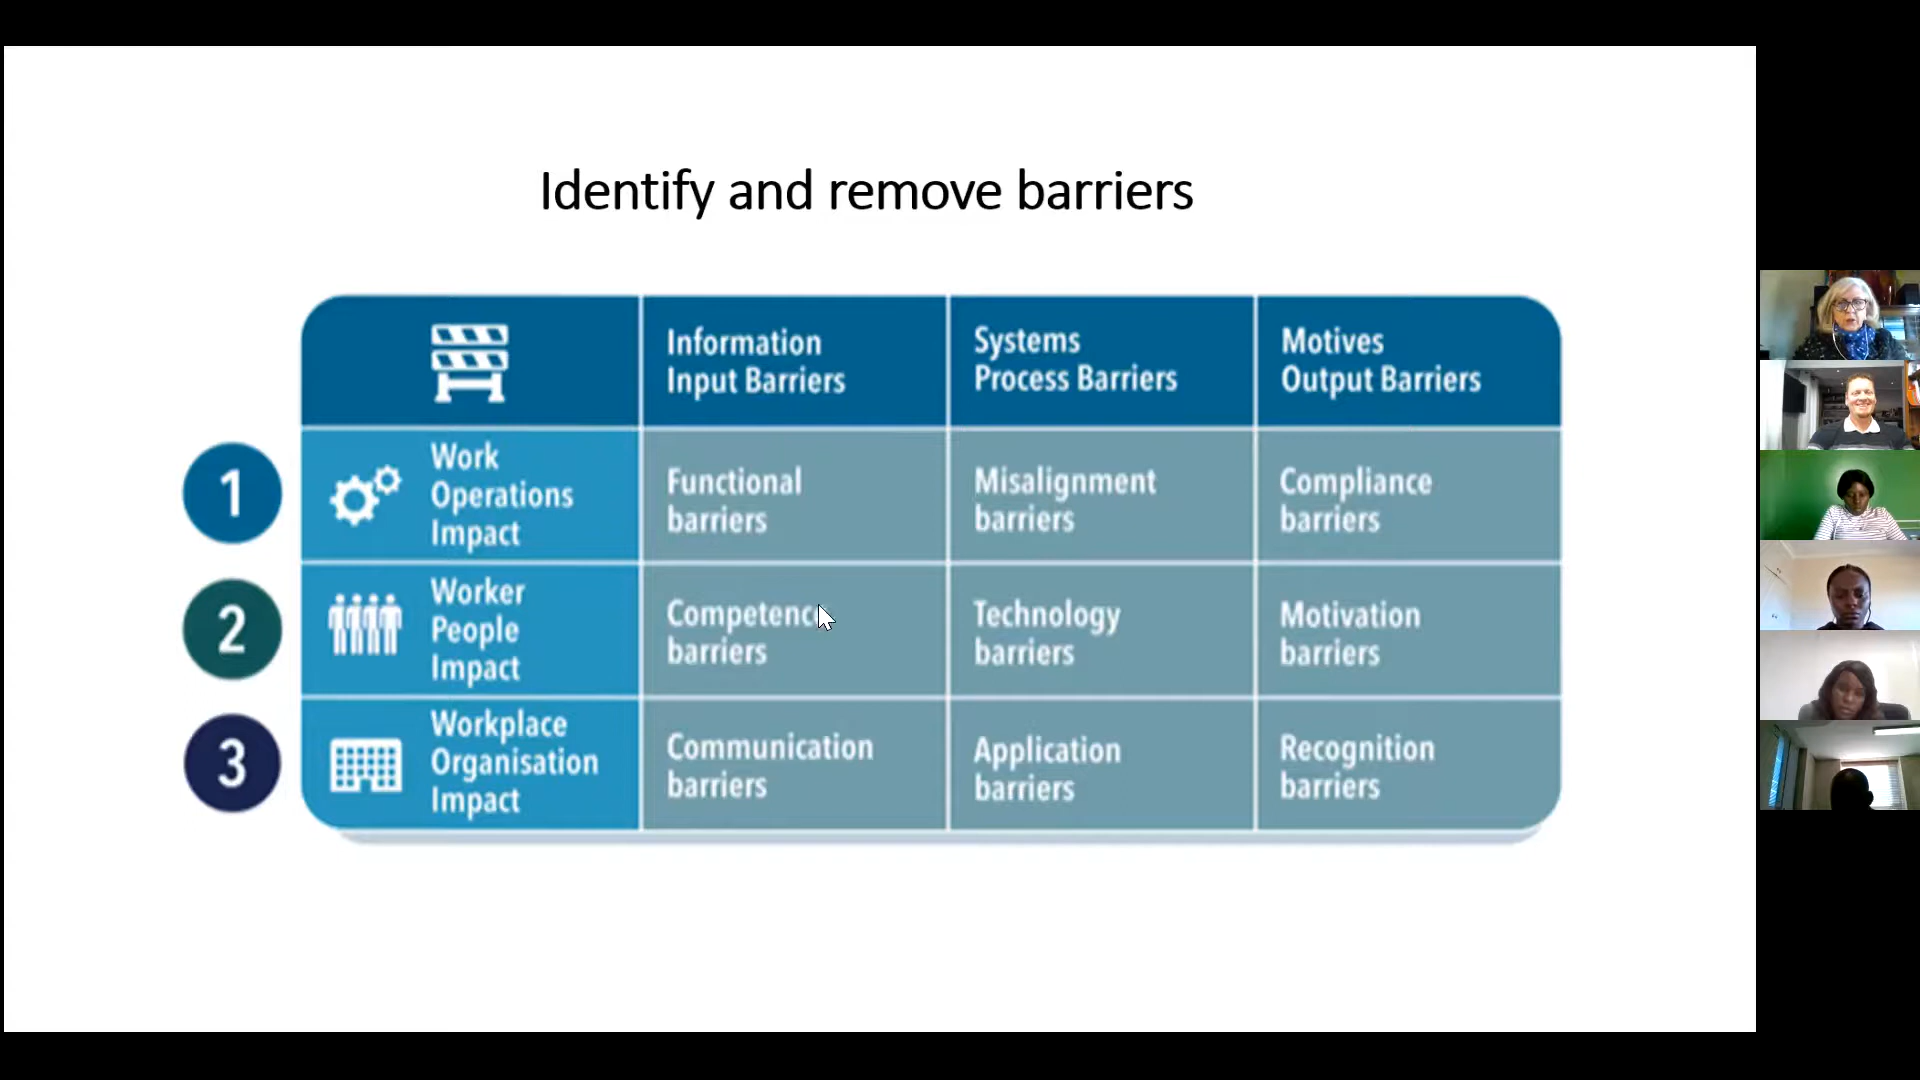 Identify and remove barriers
Information
Input Barriers
Systems
Process Barriers
Motives
Output Barriers
1
Work
Operations
Impact
Functional
barriers
Misalignment
barriers
Compliance
barriers
2
Worker
People
Impact
Competence
barriers
Technology
barriers
Motivation
barriers
3
Workplace
Organisation
Impact
Communication
barriers
Application
barriers
Recognition
barriers